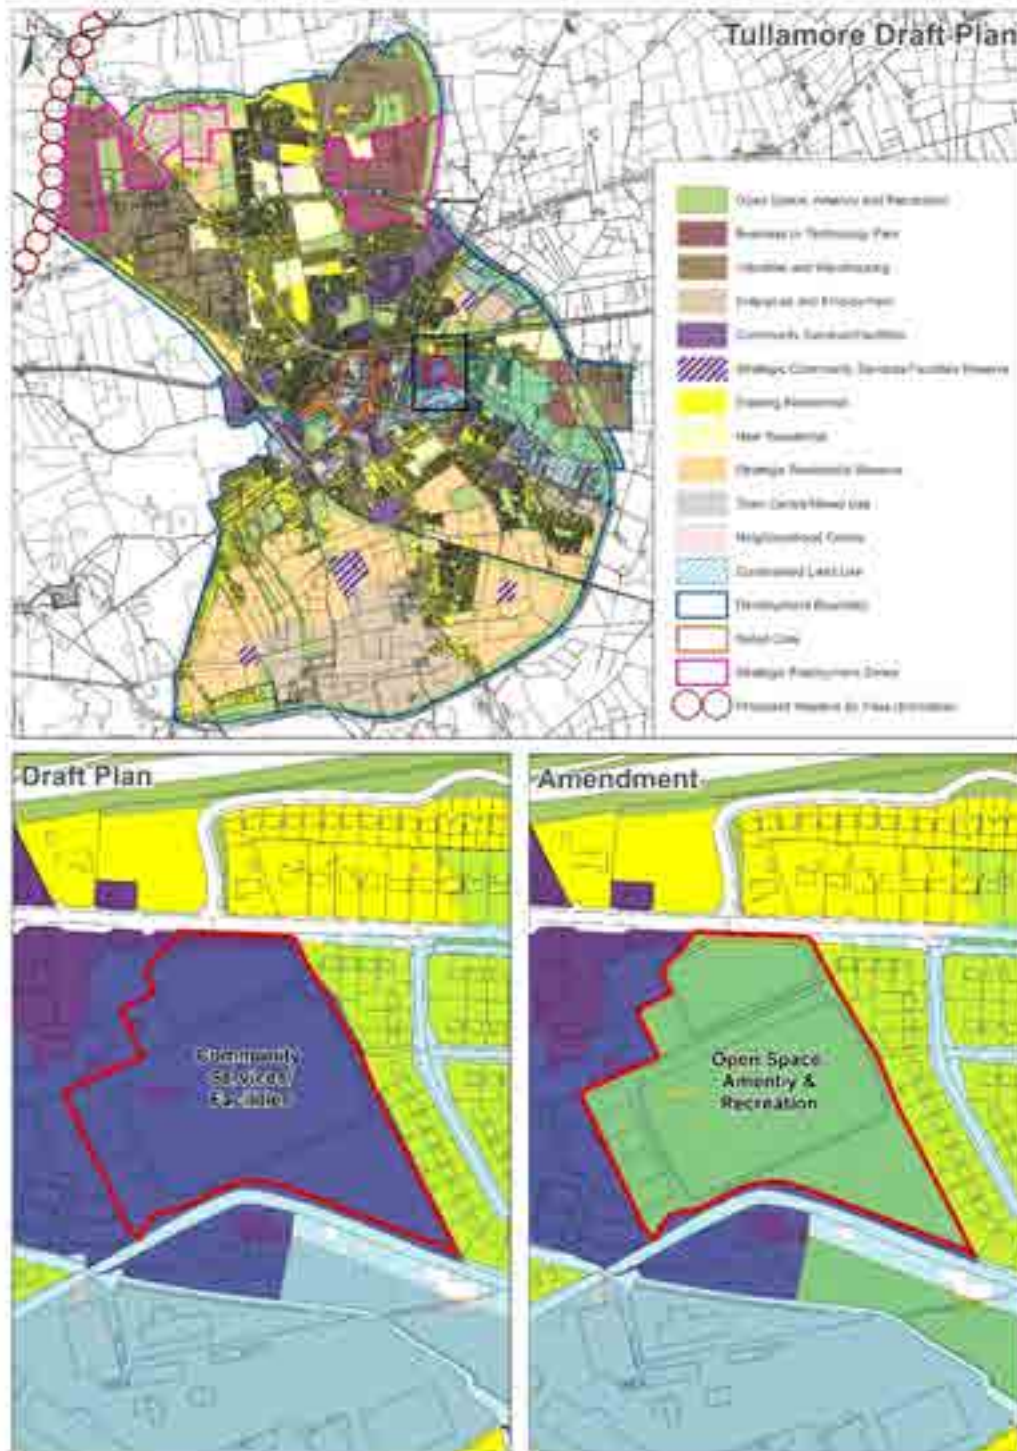 N
Tullamore Draft Plan
Open Space, Amenity and Recreation
Business or Technology Park
Industrial and Warehousing
Enterprise and Employment
Community Services/Facilities
Strategic Community Services/Facilities Reserve
Existing Residential
New Residential
Strategic Residential Reserve
Town Centre/Mixed Use
Neighbourhood Centre
Constrained Land Use
Development Boundary
Retail Core
Strategic Employment Zones
Draft Plan
Community
Services/
Facilities
Amendment
Open Space,
Amenity &
Recreation